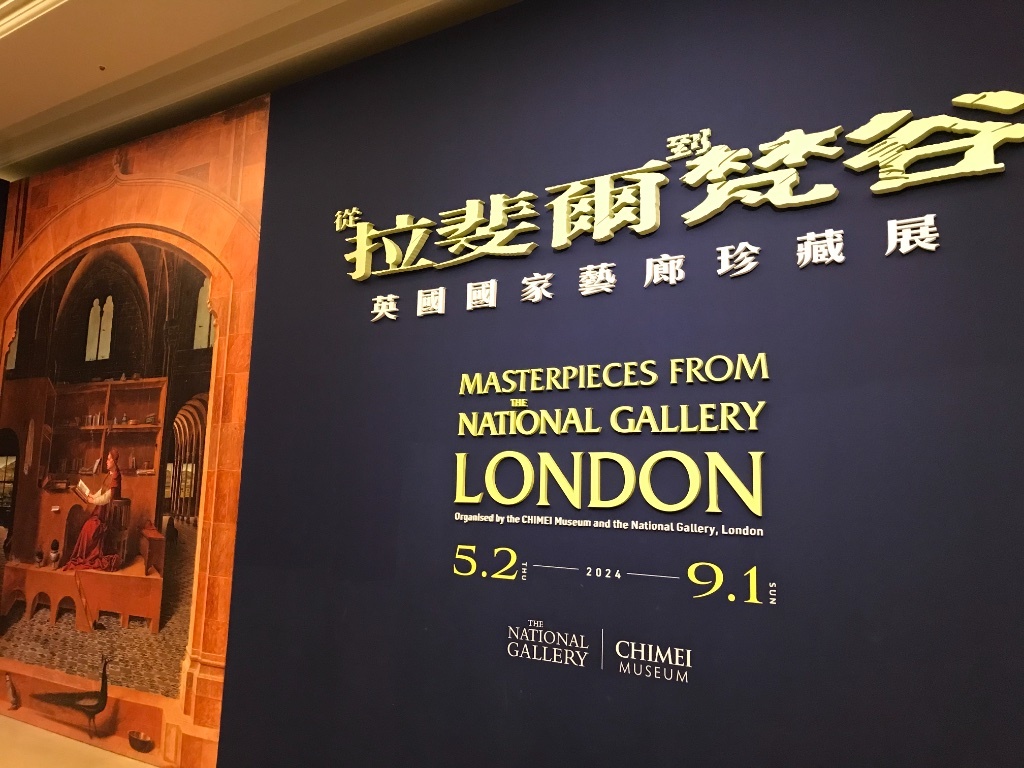 從拉斐爾到梵谷
英國國家藝廊珍藏展
MASTERPIECES FROM
THE
NATIONAL GALLERY
LONDON
Organised by the CHIMEI Museum and the National Gallery, London
5.2 THU — 2024 — 9.1 SUN
THE
NATIONAL
GALLERY
CHIMEI
MUSEUM